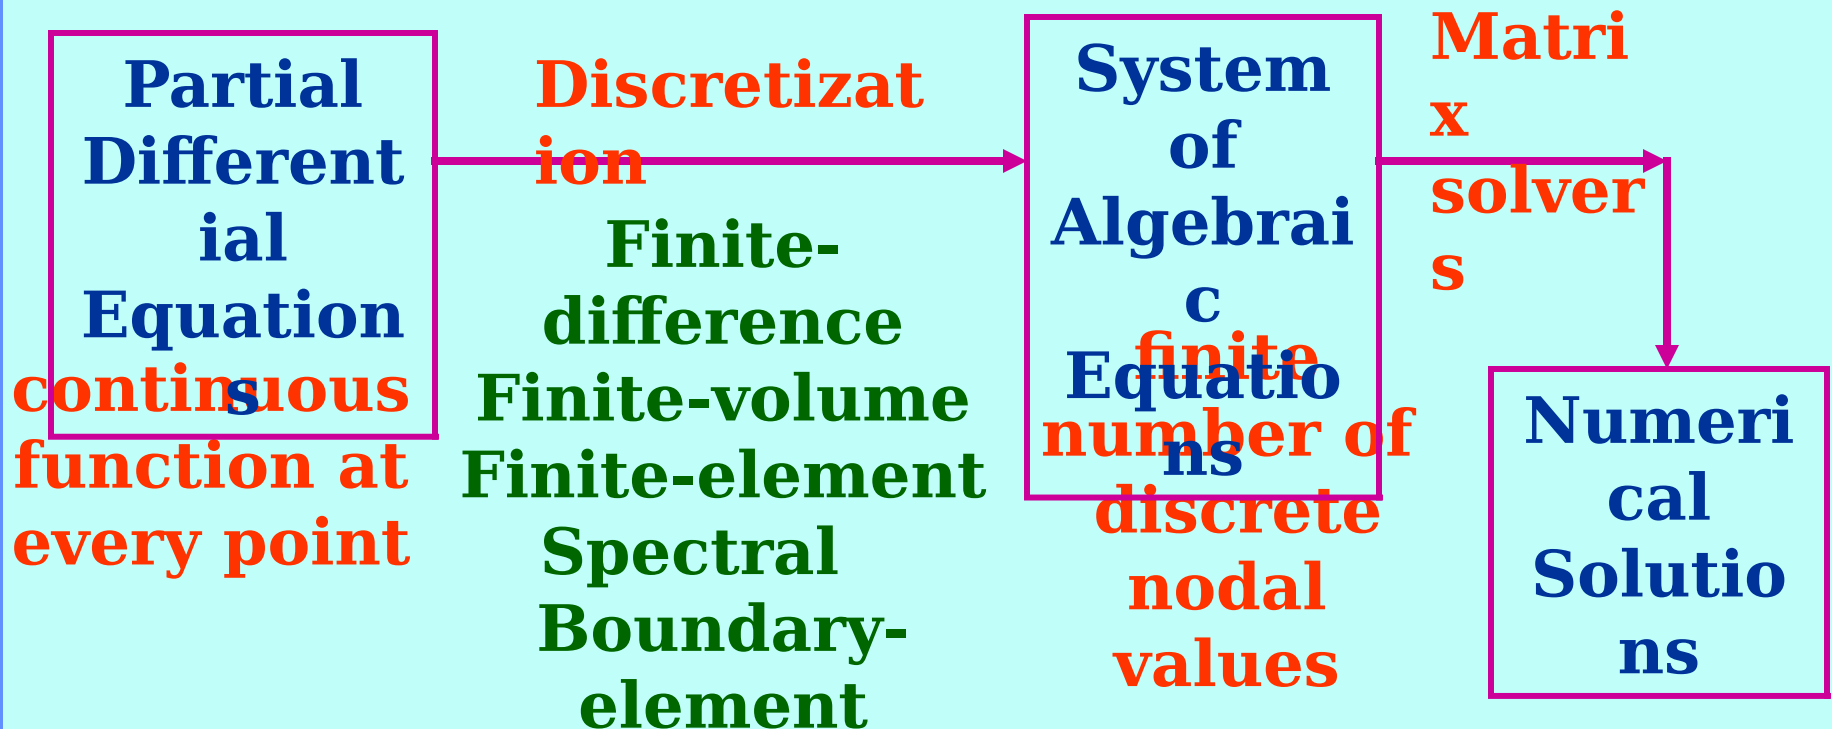 Partial
Different
ial
Equation
s
continuous
function at
every point
Discretizat
ion
Finite-
difference
Finite-volume
Finite-element
Spectral
Boundary-
element
System
of
Algebrai
c
Equatio
ns
finite
number of
discrete
nodal
values
Matri
x
solver
s
Numeri
cal
Solutio
ns